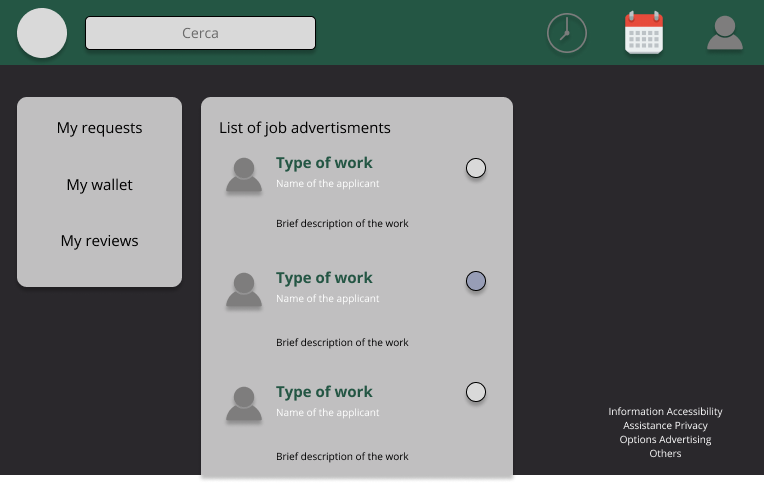 Cerca
My requests
My wallet
My reviews
List of job advertisments
Type of work
Name of the applicant
Brief description of the work
Type of work
Name of the applicant
Brief description of the work
Type of work
Name of the applicant
Brief description of the work
Information Accessibility
Assistance Privacy
Options Advertising
Others